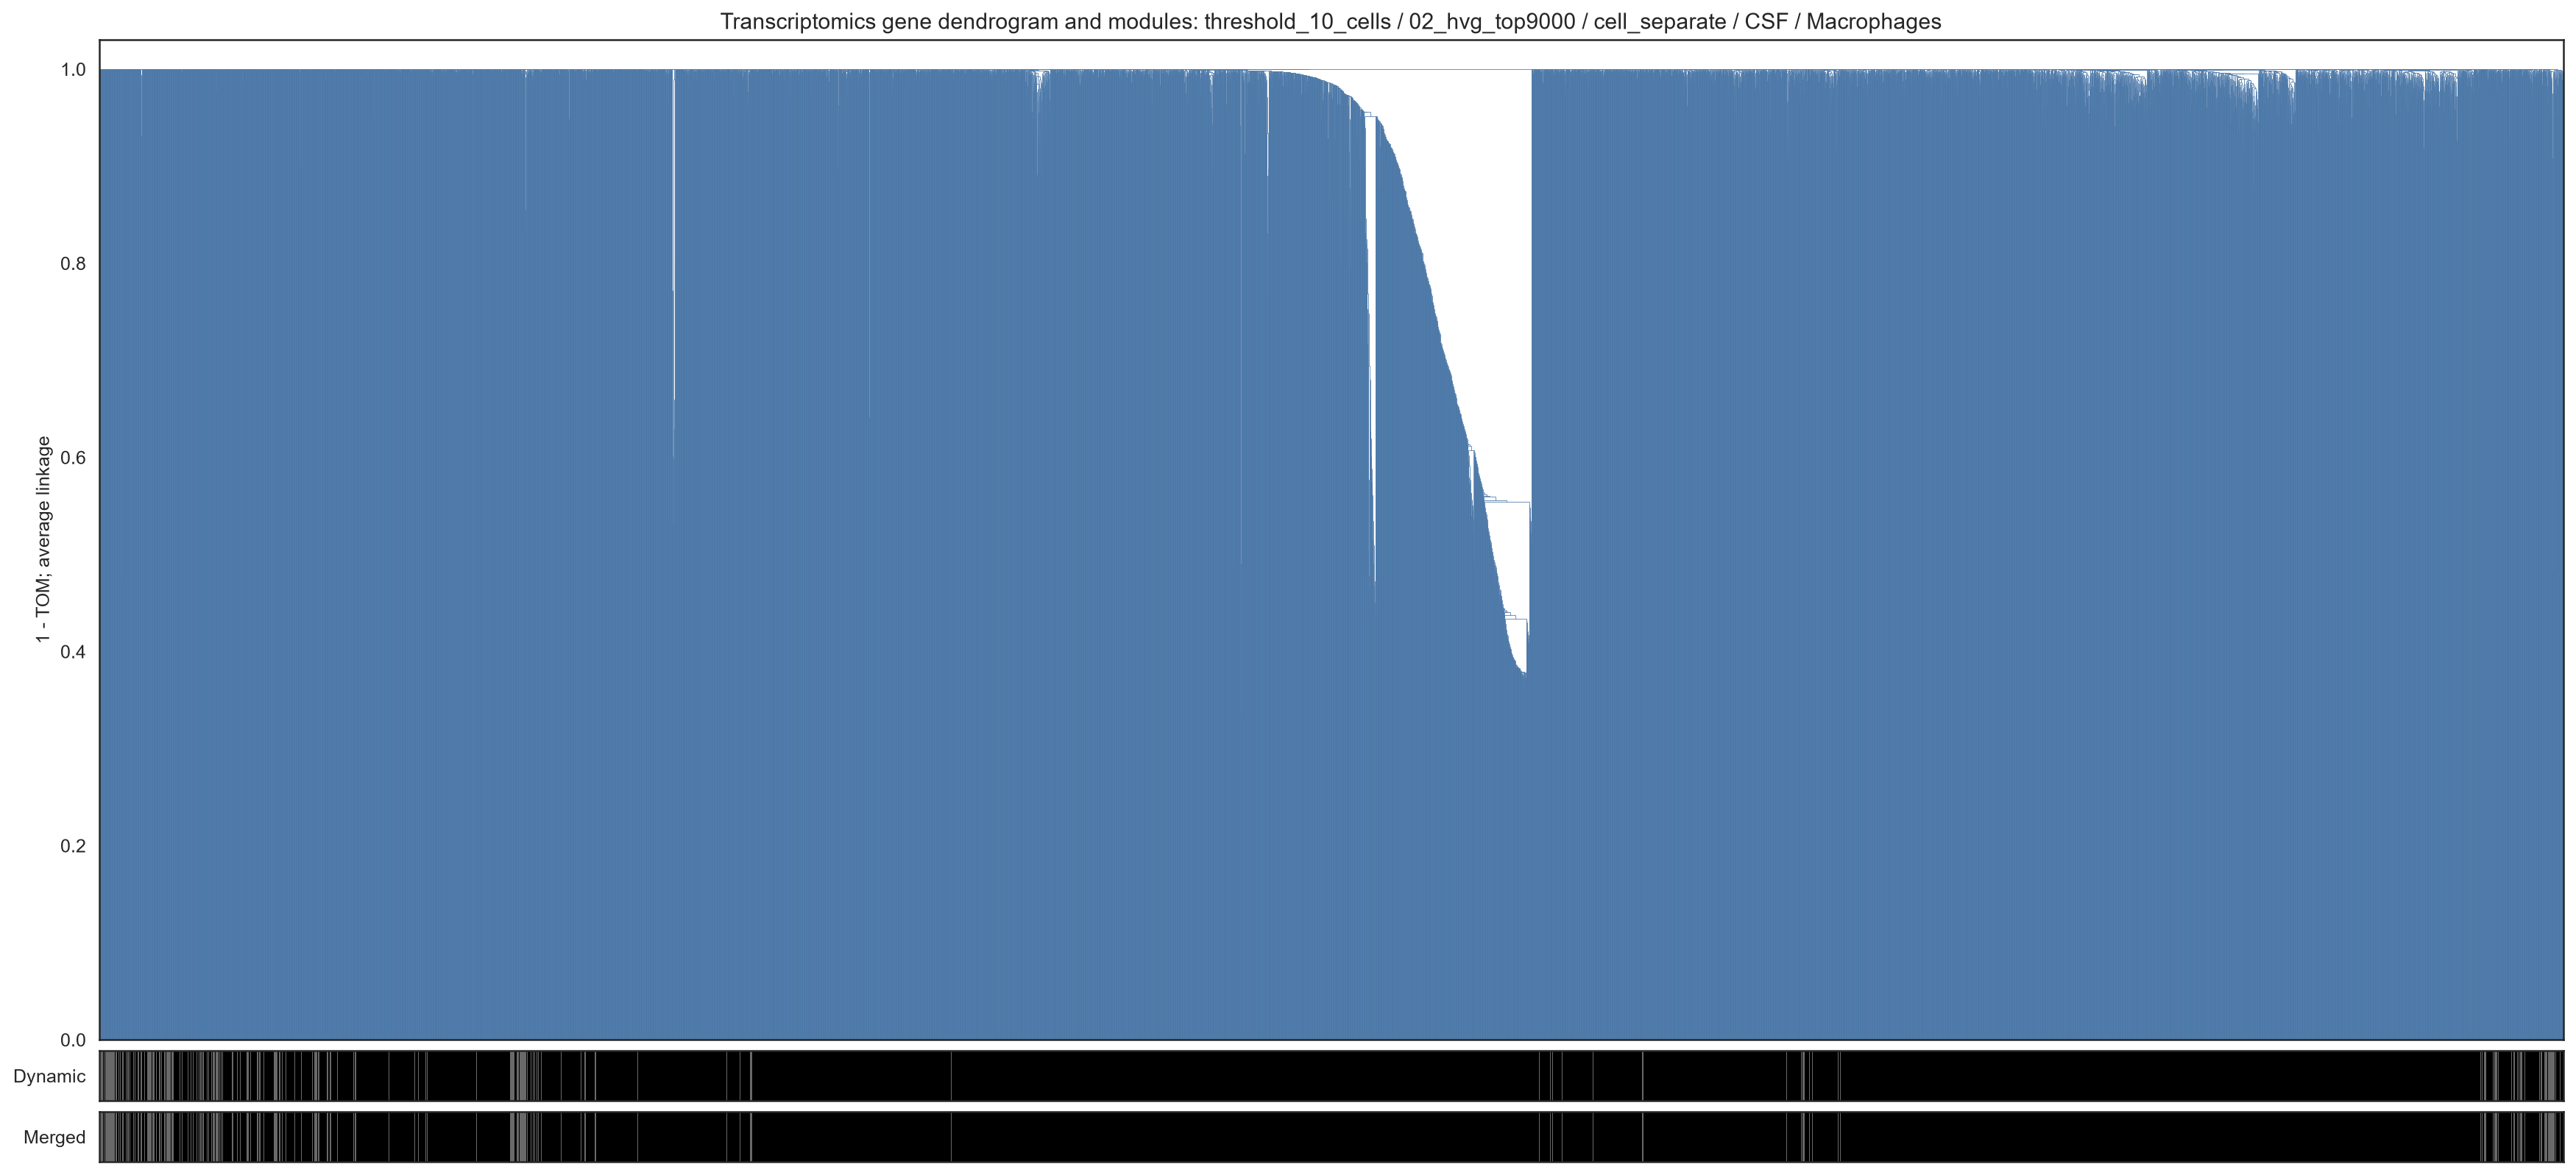 Transcriptomics gene dendrogram and modules: threshold_10_cells / 02_hvg_top9000 / cell_separate / CSF / Macrophages
1.0
0.8
0.6
0.4
0.2
0.0
1 - TOM; average linkage
Dynamic
Merged